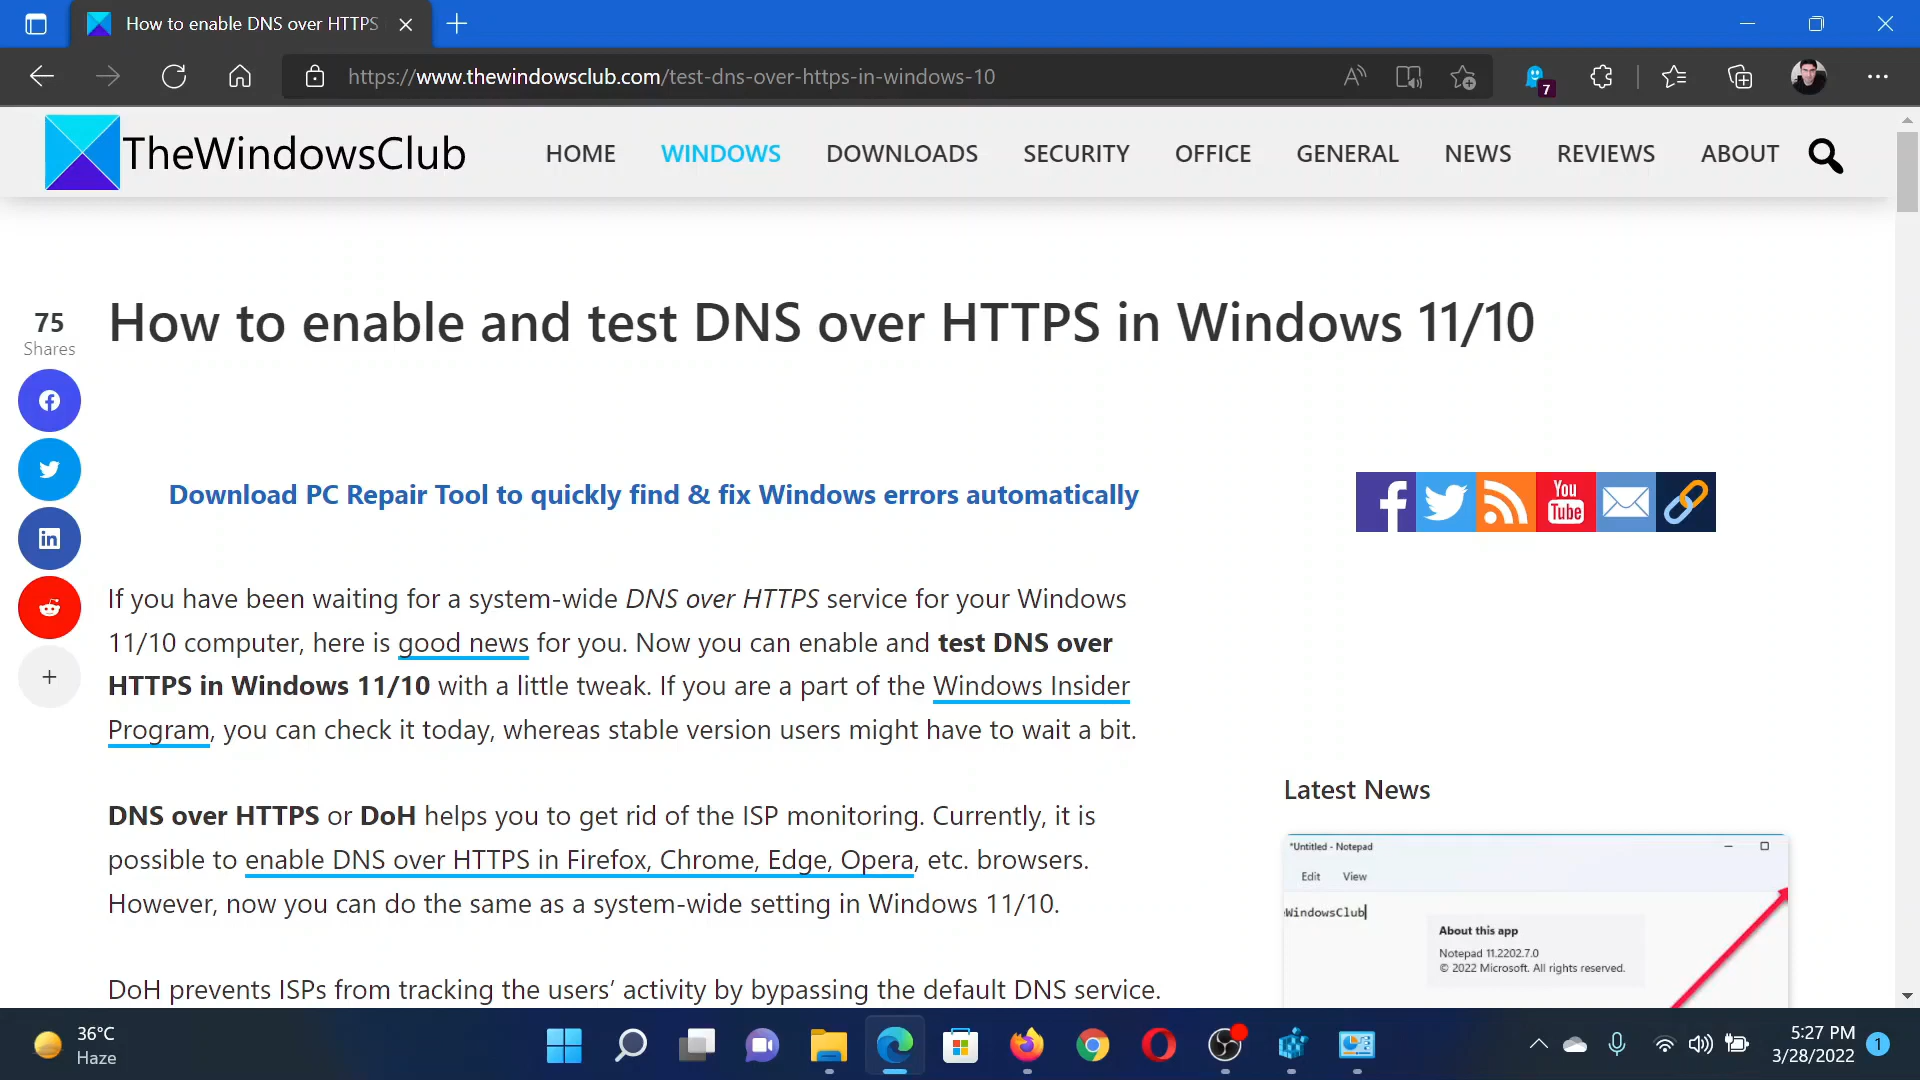 How to enable DNS over HTTPS
https://www.thewindowsclub.com/test-dns-over-https-in-windows-10
7
TheWindowsClub
HOME WINDOWS DOWNLOADS SECURITY OFFICE GENERAL NEWS REVIEWS ABOUT
75
Shares
How to enable and test DNS over HTTPS in Windows 11/10
Download PC Repair Tool to quickly find & fix Windows errors automatically
You
Tube
If you have been waiting for a system-wide DNS over HTTPS service for your Windows
11/10 computer, here is good news for you. Now you can enable and test DNS over
HTTPS in Windows 11/10 with a little tweak. If you are a part of the Windows Insider
Program, you can check it today, whereas stable version users might have to wait a bit.
DNS over HTTPS or DoH helps you to get rid of the ISP monitoring. Currently, it is
possible to enable DNS over HTTPS in Firefox, Chrome, Edge, Opera, etc. browsers.
However, now you can do the same as a system-wide setting in Windows 11/10.
DoH prevents ISPs from tracking the users’ activity by bypassing the default DNS service.
Latest News
*Untitled - Notepad
Edit View
WindowsClub
About this app
Notepad 11.2202.7.0
© 2022 Microsoft. All rights reserved.
36°C
Haze
5:27 PM
3/28/2022
1